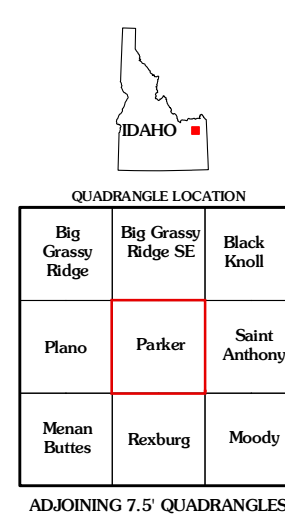 IDAHO
QUADRANGLE LOCATION
Big
Grassy
Ridge
Big Grassy
Ridge SE
Black
Knoll
Plano
Parker
Saint
Anthony
Menan
Buttes
Rexburg
Moody
ADJOINING 7.5' QUADRANGLES